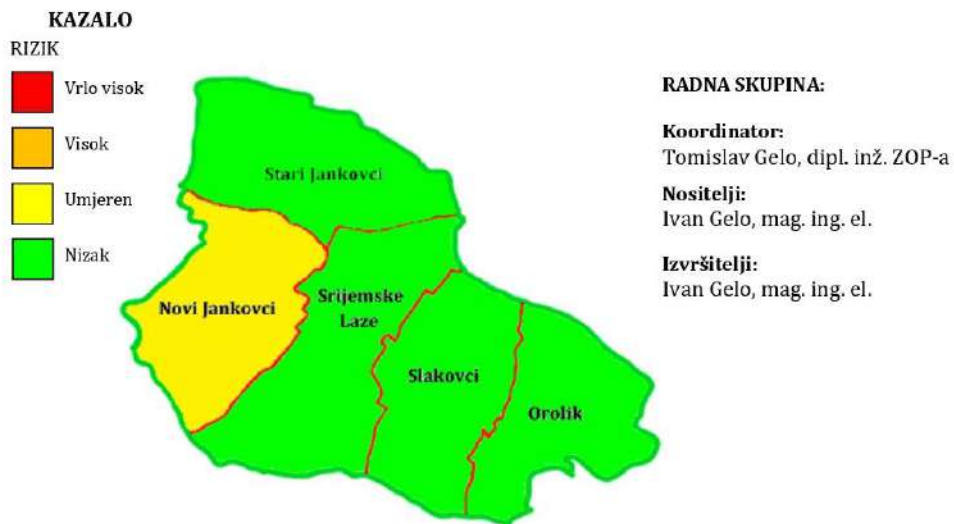 KAZALO
RIZIK
Vrlo visok
Visok
Umjeren
Nizak
Stari Jankovci
Novi Jankovci
Srijemske
Laze
Slakovci
Orolik
RADNA SKUPINA:
Koordinator:
Tomislav Gelo, dipl. inž. ZOP-a
Nositelji:
Ivan Gelo, mag. ing. el.
Izvršitelji:
Ivan Gelo, mag. ing. el.